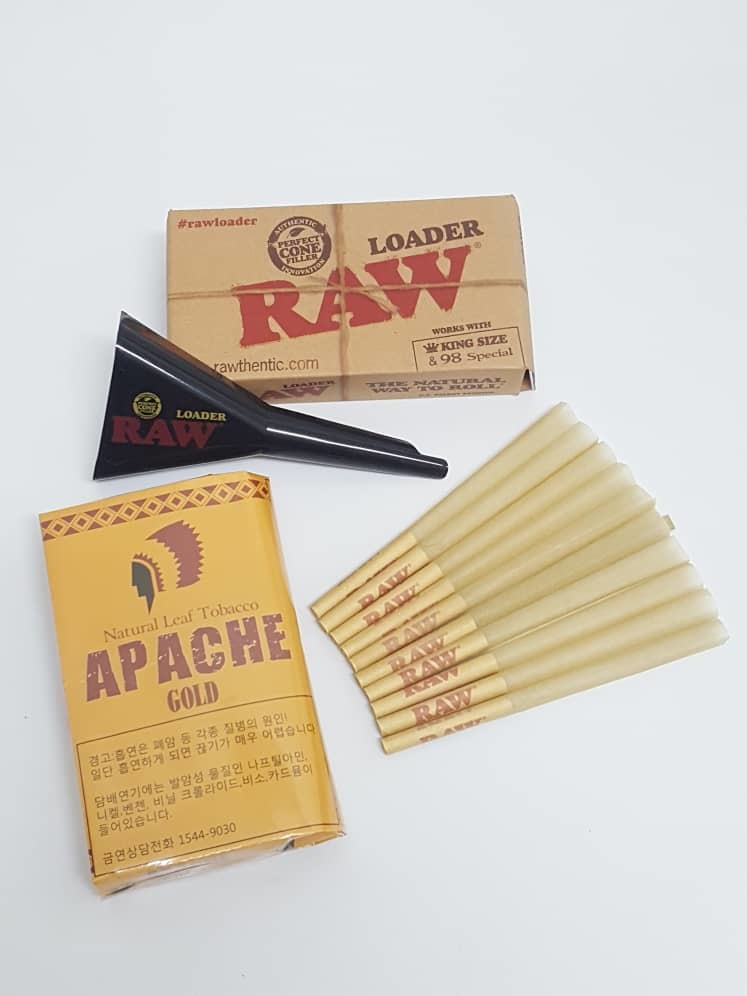 #rawloader
AUTHENTIC
PERFECT
CONE
FILLER
INNOVATION
LOADER
RAW®
WORKS WITH
KING SIZE
& 98 Special
rawthentic.com
RAW LOADER
THE NATURAL
WAY TO ROLL
PERFECT
CONE
LOADER
RAW
Natural Leaf Tobacco
APACHE
GOLD
경고:흡연은 폐암 등 각종 질병의 원인!
일단 흡연하게 되면 끊기가 매우 어렵습니다
담배연기에는 발암성 물질인 나프틸아민,
니켈,벤젠, 비닐 크롤라이드,비소,카드뮴이
들어있습니다.
금연상담전화 1544-9030
RAW
RAW
RAW
RAW
RAW
RAW
RAW